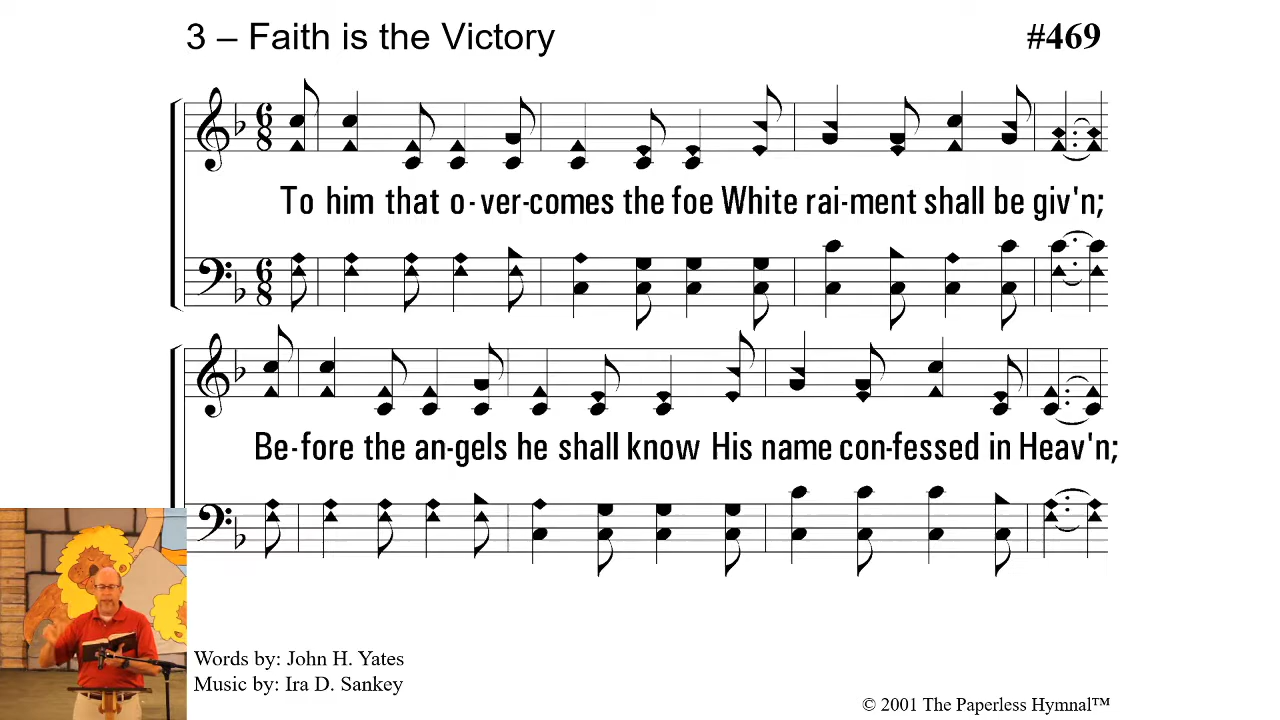 3 – Faith is the Victory
#469
To him that o-ver-comes the foe White rai-ment shall be giv'n;
Be-fore the an-gels he shall know His name con-fessed in Heav'n;
Words by: John H. Yates
Music by: Ira D. Sankey
© 2001 The Paperless Hymnal™